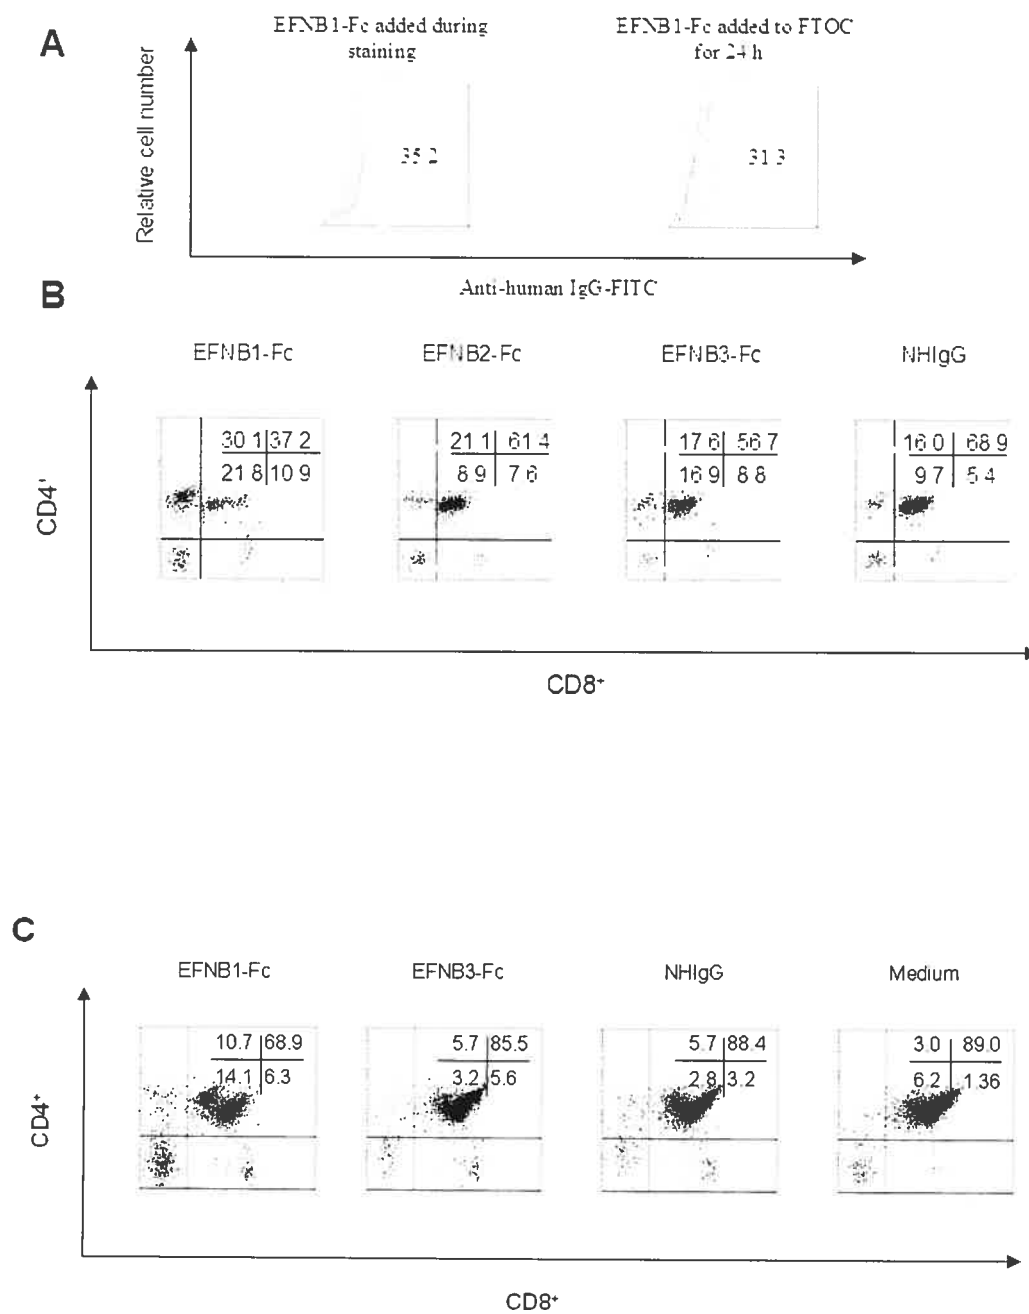 A
EFNB1-Fc added during
staining
EFNB1-Fc added to FTOC
for 24 h
Relative cell number
35 2
31 3
Anti-human IgG-FITC
B
EFNB1-Fc
EFNB2-Fc
EFNB3-Fc
NHIgG
30 1 37 2
21 8 10 9
21 1 61 4
8 9 7 6
17 6 56 7
16 9 8 8
16 0 68 9
9 7 5 4
CD4+
CD8+
C
EFNB1-Fc
EFNB3-Fc
NHIgG
Medium
10.7 68.9
14.1 6.3
5.7 85.5
3.2 5.6
5.7 88.4
2.8 3.2
3.0 89.0
6.2 1.36
CD4+
CD8+